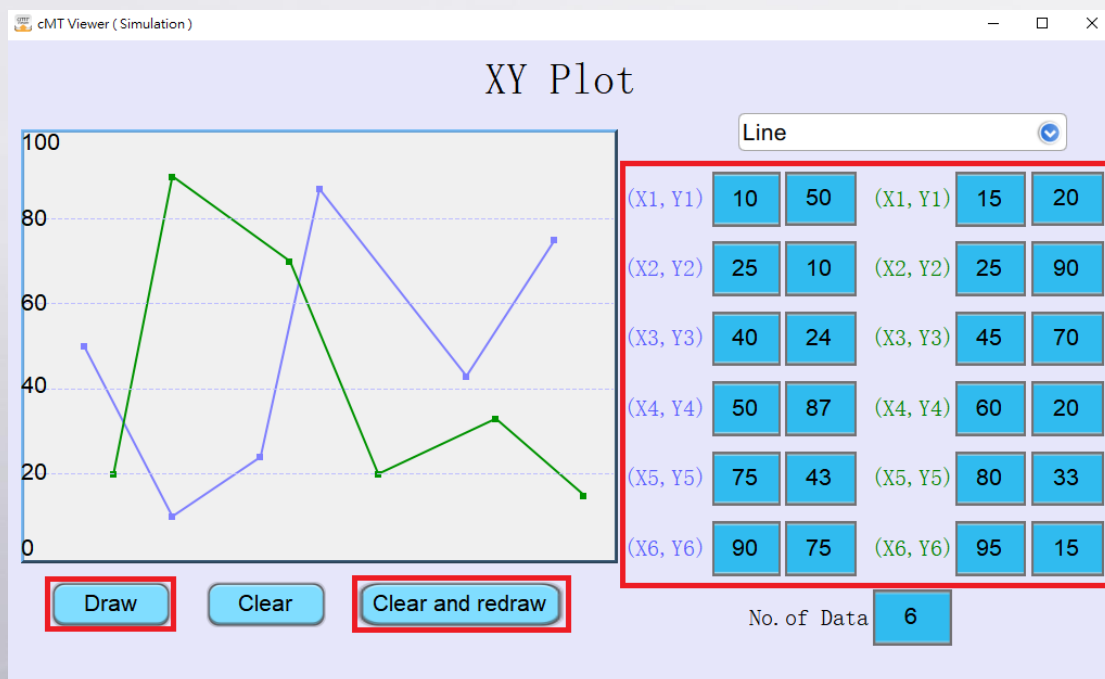 cMT Viewer ( Simulation )
XY Plot
Line
100
80
60
40
20
0
(X1, Y1) 10 50 (X1, Y1) 15 20
(X2, Y2) 25 10 (X2, Y2) 25 90
(X3, Y3) 40 24 (X3, Y3) 45 70
(X4, Y4) 50 87 (X4, Y4) 60 20
(X5, Y5) 75 43 (X5, Y5) 80 33
(X6, Y6) 90 75 (X6, Y6) 95 15
Draw Clear Clear and redraw
No. of Data 6